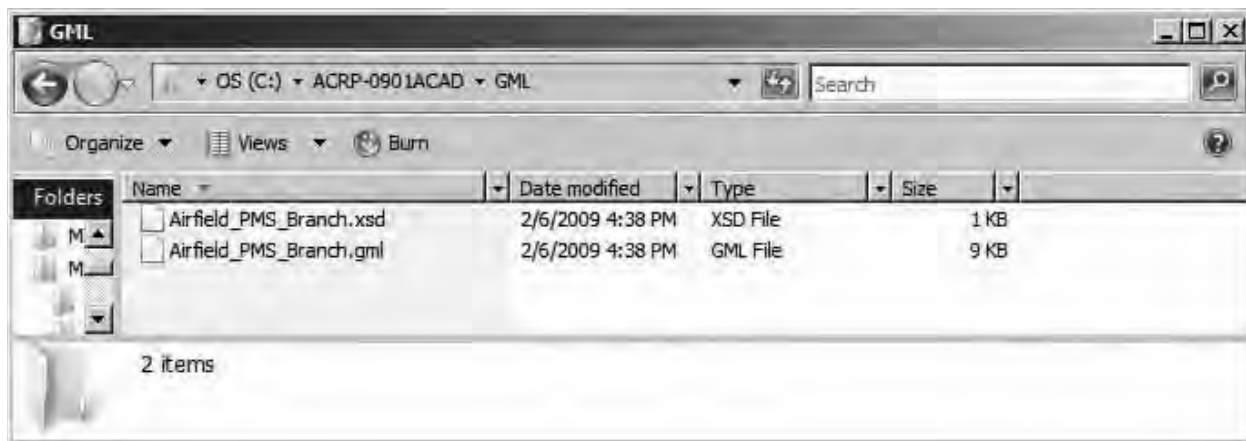 GML
OS (C:) ACRP-0901ACAD GML
Search
Organize Views Burn
Folders Name Date modified Type Size
M Airfield_PMS_Branch.xsd 2/6/2009 4:38 PM XSD File 1 KB
M Airfield_PMS_Branch.gml 2/6/2009 4:38 PM GML File 9 KB
2 items